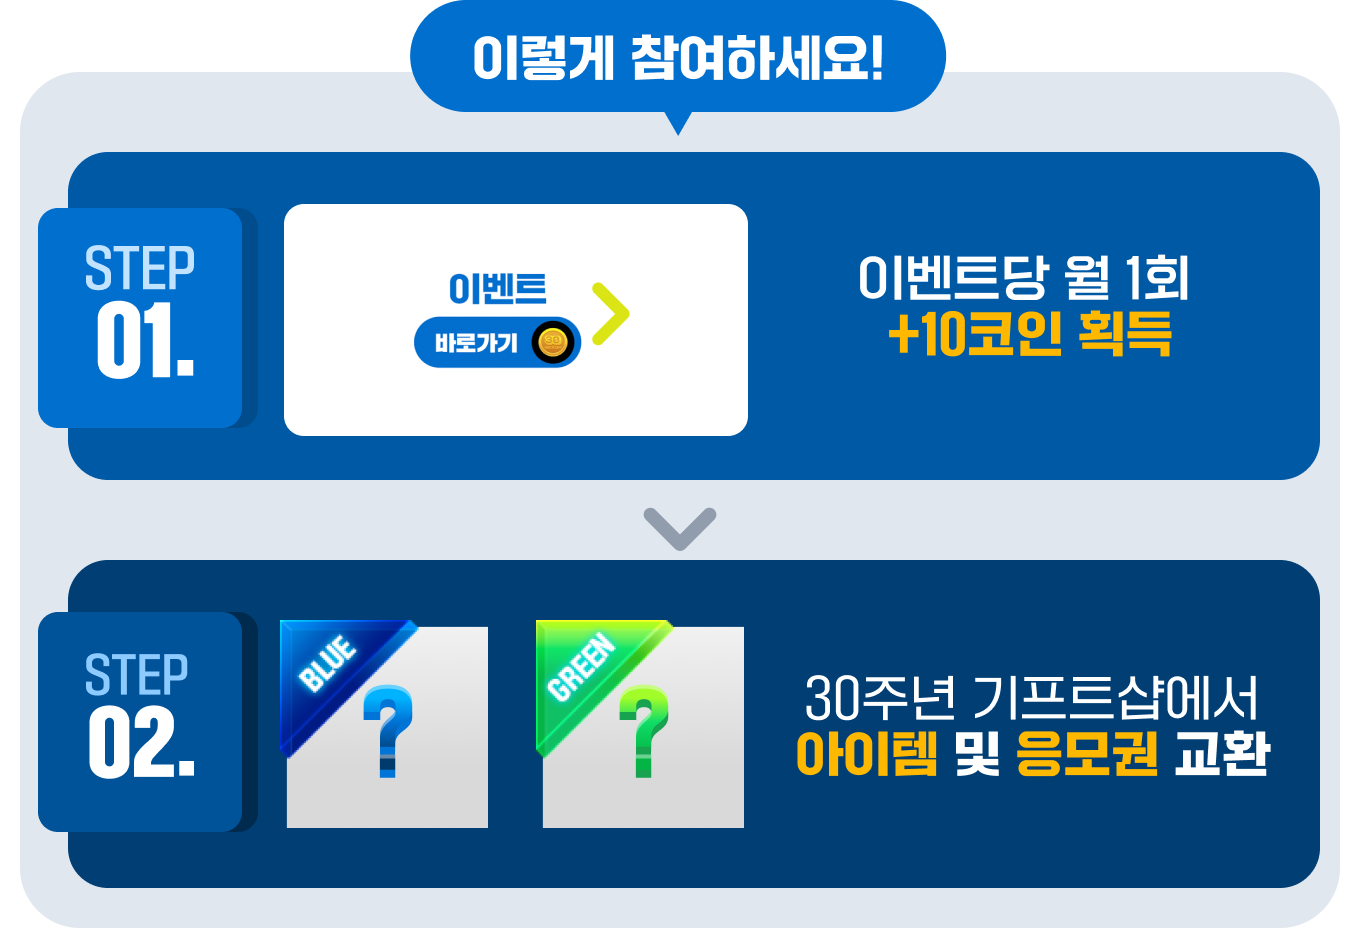 이렇게 참여하세요!
STEP
01.
이벤트
바로가기
30
이벤트당 월 1회
+10코인 획득
STEP
02.
BLUE
?
GREEN
?
30주년 기프트샵에서
아이템 및 응모권 교환